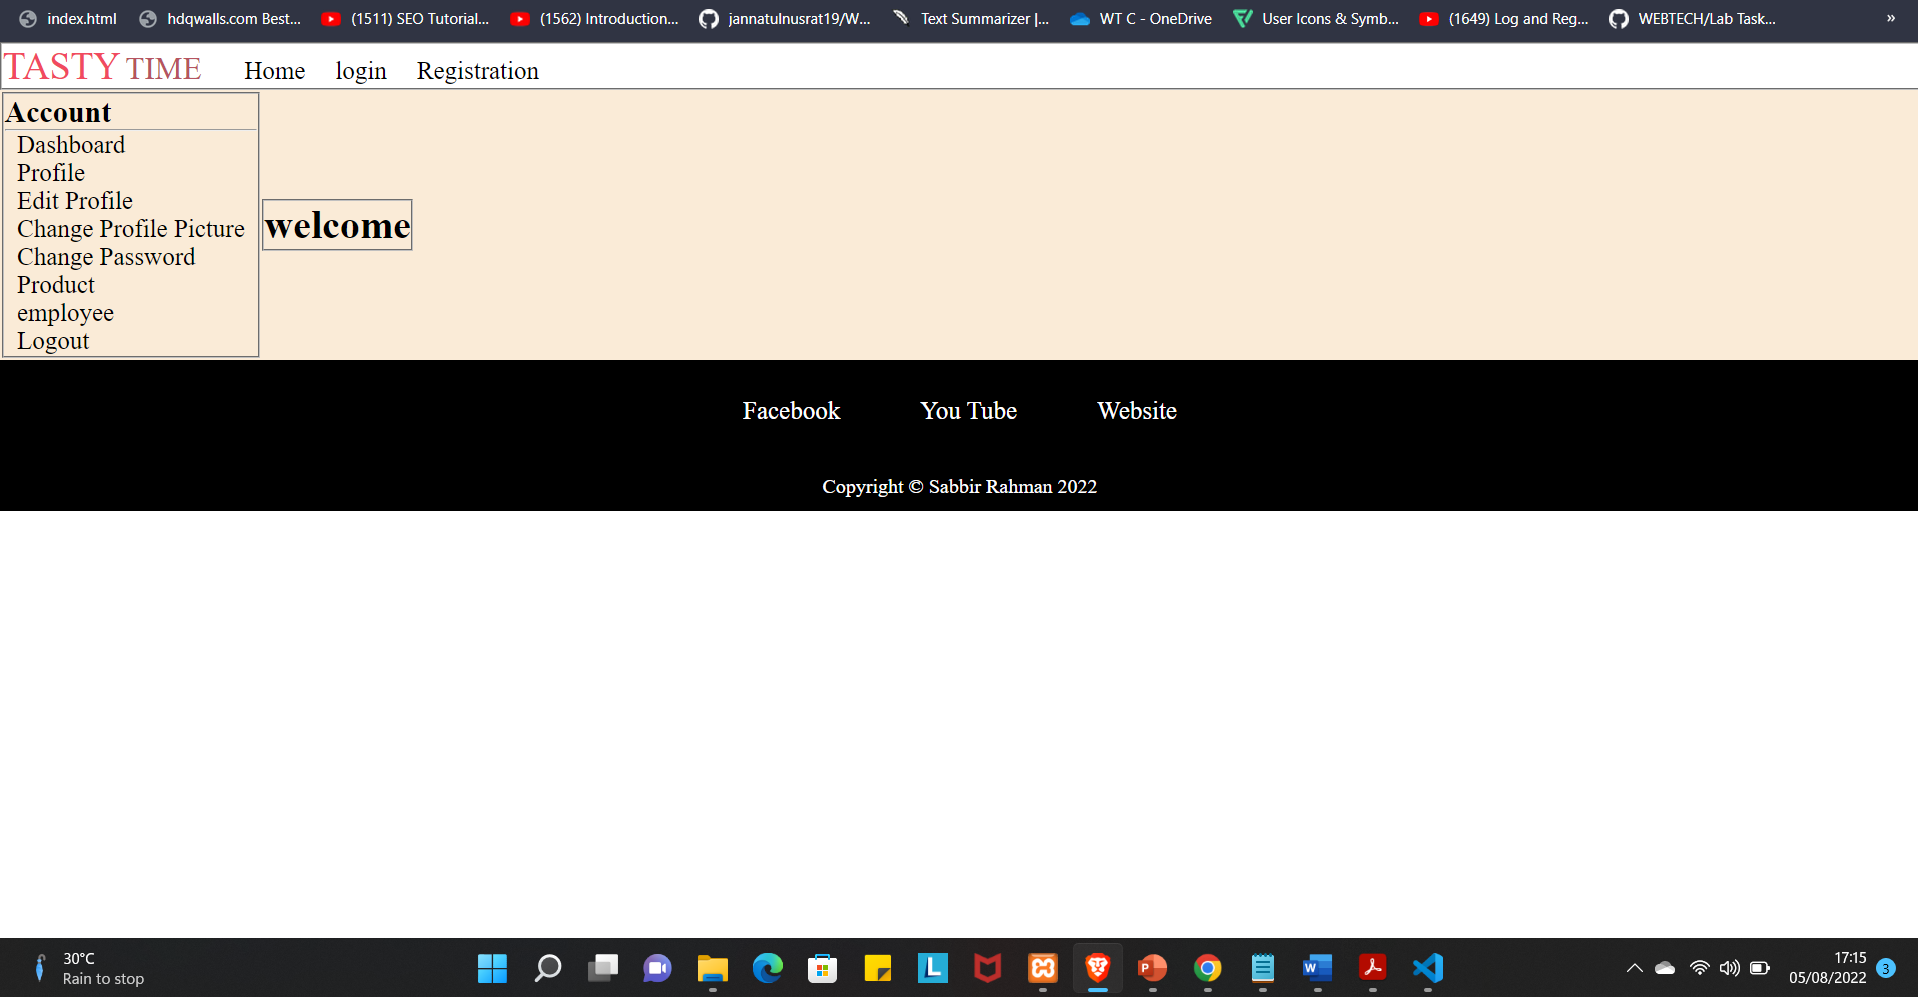 index.html hdqwalls.com Best... (1511) SEO Tutorial... (1562) Introduction... jannatulnusrat19/W... Text Summarizer |... WT C - OneDrive User Icons & Symb... (1649) Log and Reg... WEBTECH/Lab Task... »
TASTY TIME Home login Registration
Account
Dashboard
Profile
Edit Profile
Change Profile Picture
Change Password
Product
employee
Logout
welcome
Facebook You Tube Website
Copyright © Sabbir Rahman 2022
30°C
Rain to stop
17:15
05/08/2022
3